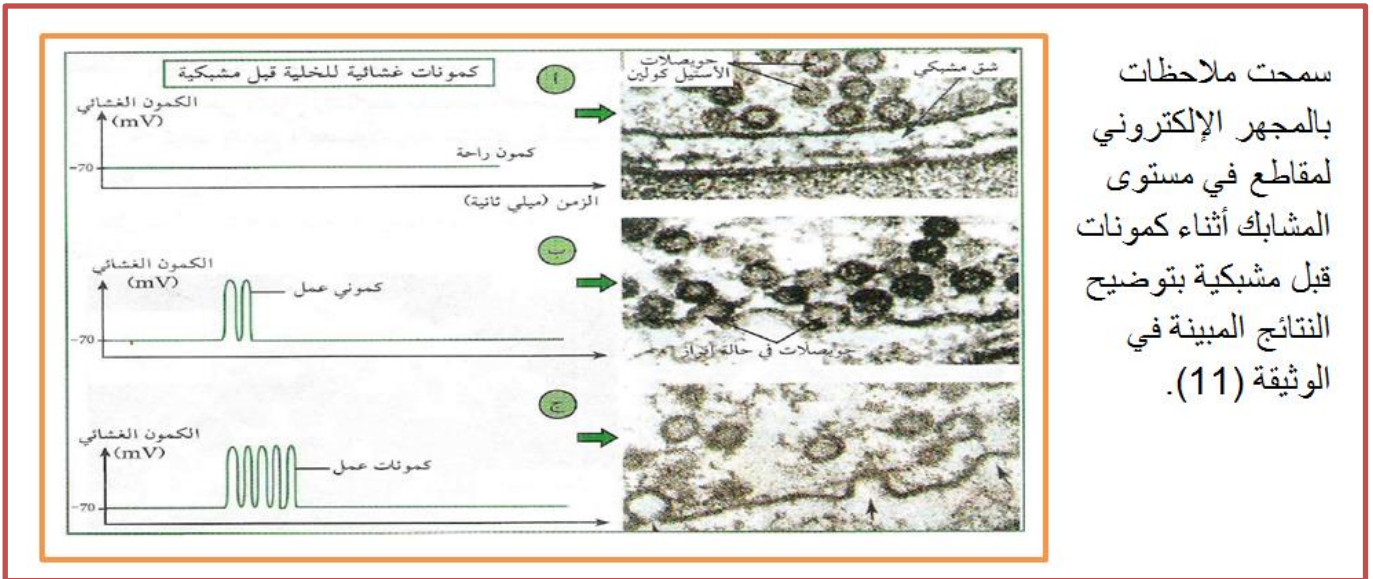 سمحت ملاحظات
بالمجهر الإلكتروني
لمقاطع في مستوى
المشابك أثناء كمونات
قبل مشبكية بتوضيح
النتائج المبينة في
الوثيقة (11).
كمونات غشائية للخلية قبل مشبكية
أ
حويصلات
الأستيل كولين
شق مشبكي
الكمون الغشائي
(mV)
كمون راحة
-70
الزمن (ميلي ثانية)
ب
الكمون الغشائي
(mV)
كموني عمل
-70
حويصلات في حالة إفراز
ج
الكمون الغشائي
(mV)
كمونات عمل
-70